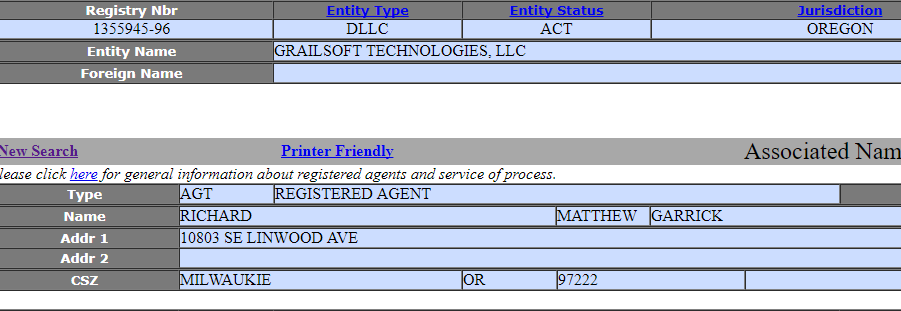 Registry Nbr Entity Type Entity Status Jurisdiction
1355945-96 DLLC ACT OREGON
Entity Name GRAILSOFT TECHNOLOGIES, LLC
Foreign Name
New Search Printer Friendly Associated Nam
lease click here for general information about registered agents and service of process.
Type AGT REGISTERED AGENT
Name RICHARD MATTHEW GARRICK
Addr 1 10803 SE LINWOOD AVE
Addr 2
CSZ MILWAUKIE OR 97222